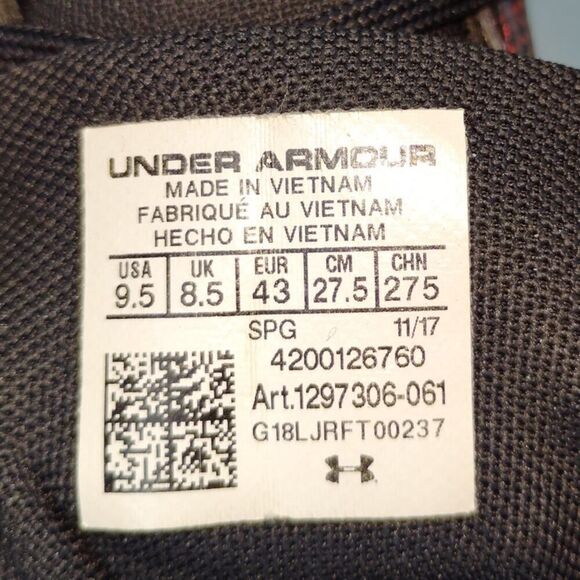 UNDER ARMOUR
MADE IN VIETNAM
FABRIQUÉ AU VIETNAM
HECHO EN VIETNAM
USA UK EUR CM CHN
9.5 8.5 43 27.5 275
SPG 11/17
4200126760
Art.1297306-061
G18LJRFT00237